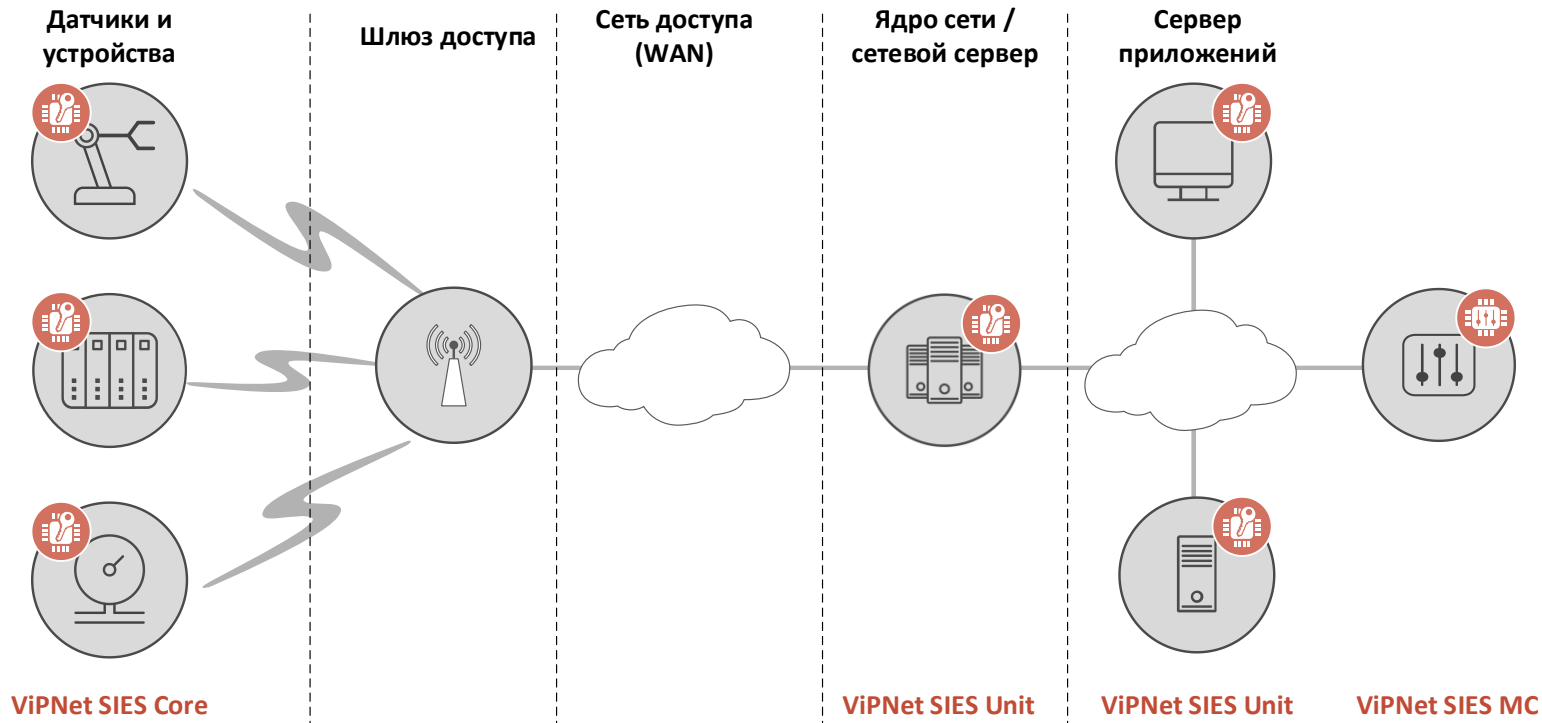 Датчики и
устройства
Шлюз доступа
Сеть доступа
(WAN)
Ядро сети /
сетевой сервер
Сервер
приложений
ViPNet SIES Core
ViPNet SIES Unit
ViPNet SIES Unit
ViPNet SIES MC